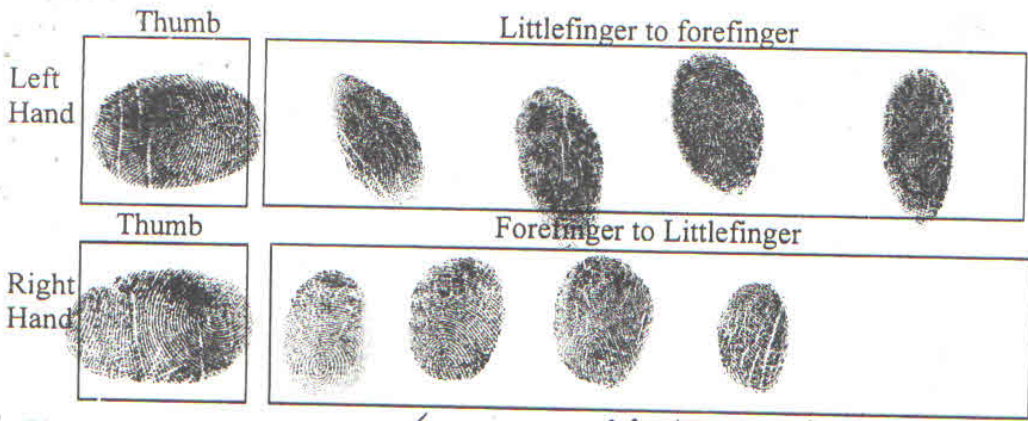 Thumb
Littlefinger to forefinger
Left
Hand
Thumb
Forefinger to Littlefinger
Right
Hand